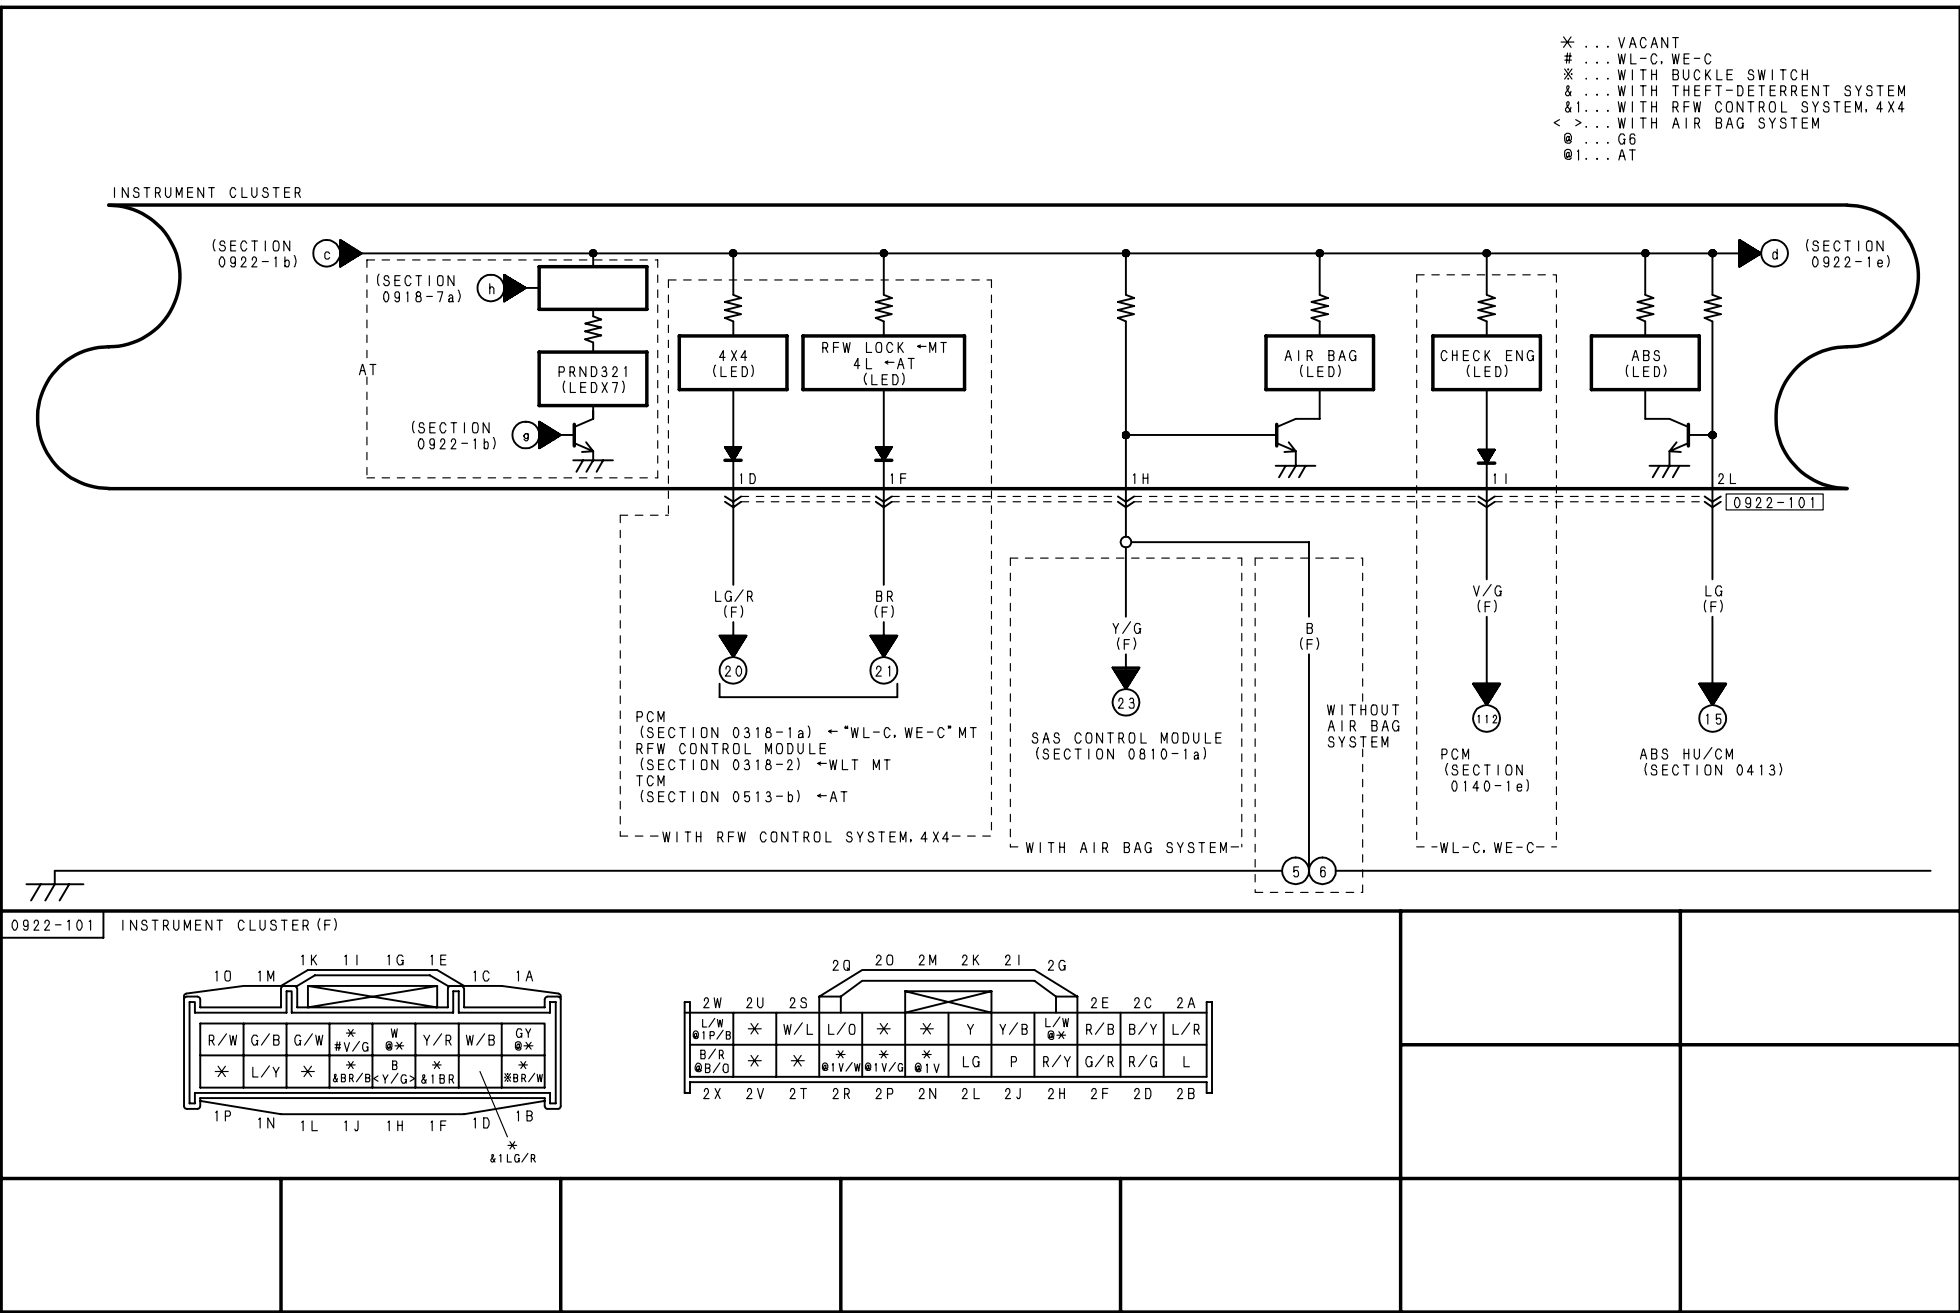 * ... VACANT
# ... WL-C, WE-C
※ ... WITH BUCKLE SWITCH
& ... WITH THEFT-DETERRENT SYSTEM
&1... WITH RFW CONTROL SYSTEM, 4X4
< >... WITH AIR BAG SYSTEM
@ ... G6
@1... AT
INSTRUMENT CLUSTER
(SECTION
0922-1b)
c
d
(SECTION
0922-1e)
(SECTION
0918-7a)
h
AT
PRND321
(LEDX7)
(SECTION
0922-1b)
g
4X4
(LED)
RFW LOCK ←MT
4L ←AT
(LED)
AIR BAG
(LED)
CHECK ENG
(LED)
ABS
(LED)
1D
1F
1H
1I
2L
0922-101
LG/R
(F)
BR
(F)
Y/G
(F)
B
(F)
V/G
(F)
LG
(F)
20
21
23
112
15
PCM
(SECTION 0318-1a) ←"WL-C, WE-C" MT
RFW CONTROL MODULE
(SECTION 0318-2) ←WLT MT
TCM
(SECTION 0513-b) ←AT
WITH RFW CONTROL SYSTEM, 4X4
SAS CONTROL MODULE
(SECTION 0810-1a)
WITH AIR BAG SYSTEM
WITHOUT
AIR BAG
SYSTEM
PCM
(SECTION
0140-1e)
WL-C, WE-C
ABS HU/CM
(SECTION 0413)
5 6
0922-101 INSTRUMENT CLUSTER (F)
1O 1M 1K 1I 1G 1E 1C 1A
R/W G/B G/W * #V/G W @* Y/R W/B GY @*
* L/Y * * &BR/B B <Y/G> * &1BR * ※BR/W
1P 1N 1L 1J 1H 1F 1D 1B
*
&1LG/R
2W 2U 2S 2Q 2O 2M 2K 2I 2G 2E 2C 2A
L/W @1P/B * W/L L/O * * Y Y/B L/W @* R/B B/Y L/R
B/R @B/O * * * @1V/W * @1V/G * @1V LG P R/Y G/R R/G L
2X 2V 2T 2R 2P 2N 2L 2J 2H 2F 2D 2B